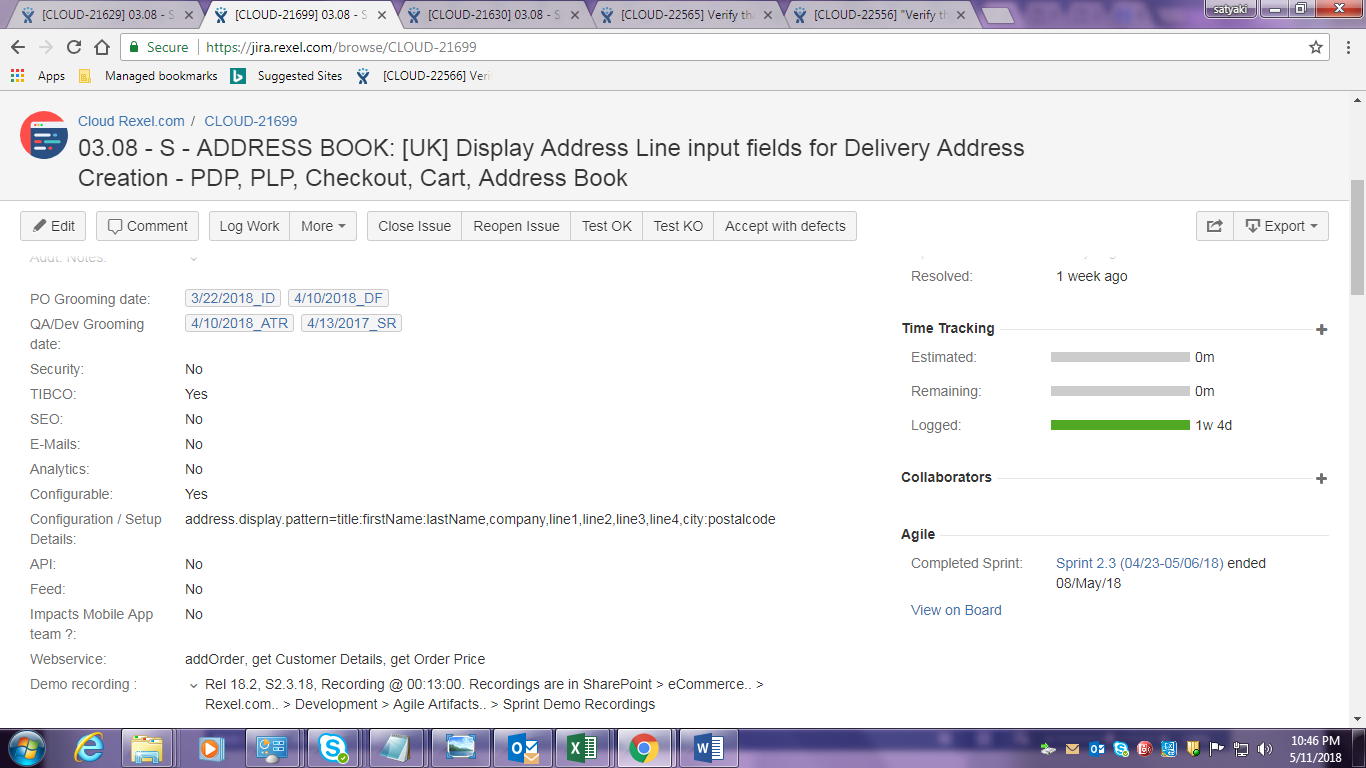 [CLOUD-21629] 03.08 - S
[CLOUD-21699] 03.08 - S
[CLOUD-21630] 03.08 - S
[CLOUD-22565] Verify tha
[CLOUD-22556] "Verify th
satyaki
Secure https://jira.rexel.com/browse/CLOUD-21699
Apps Managed bookmarks Suggested Sites [CLOUD-22566] Veri
Cloud Rexel.com / CLOUD-21699
03.08 - S - ADDRESS BOOK: [UK] Display Address Line input fields for Delivery Address
Creation - PDP, PLP, Checkout, Cart, Address Book
Edit Comment Log Work More Close Issue Reopen Issue Test OK Test KO Accept with defects Export
Notes:
PO Grooming date: 3/22/2018_ID 4/10/2018_DF
QA/Dev Grooming date: 4/10/2018_ATR 4/13/2017_SR
Security: No
TIBCO: Yes
SEO: No
E-Mails: No
Analytics: No
Configurable: Yes
Configuration / Setup Details: address.display.pattern=title:firstName:lastName,company,line1,line2,line3,line4,city:postalcode
API: No
Feed: No
Impacts Mobile App team ?: No
Webservice: addOrder, get Customer Details, get Order Price
Demo recording : Rel 18.2, S2.3.18, Recording @ 00:13:00. Recordings are in SharePoint > eCommerce.. >
Rexel.com.. > Development > Agile Artifacts.. > Sprint Demo Recordings
Resolved: 1 week ago
Time Tracking
Estimated: 0m
Remaining: 0m
Logged: 1w 4d
Collaborators
Agile
Completed Sprint: Sprint 2.3 (04/23-05/06/18) ended
08/May/18
View on Board
10:46 PM
5/11/2018